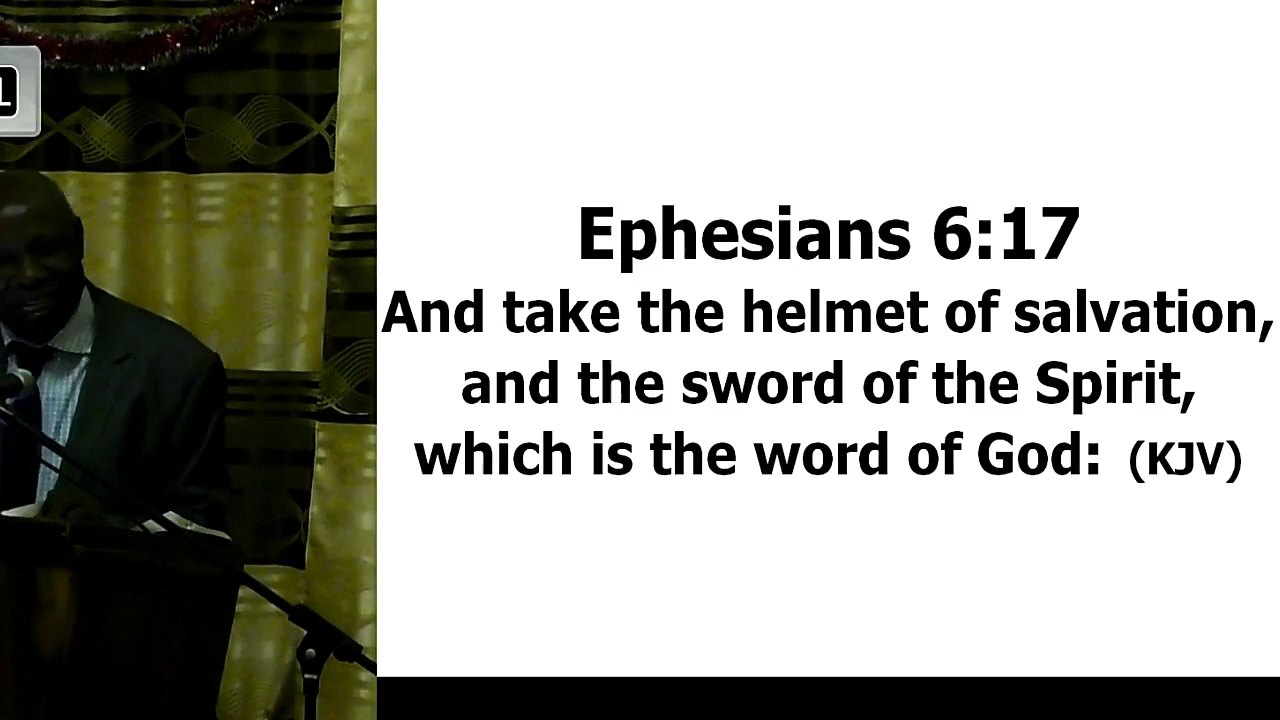 Ephesians 6:17
And take the helmet of salvation,
and the sword of the Spirit,
which is the word of God: (KJV)